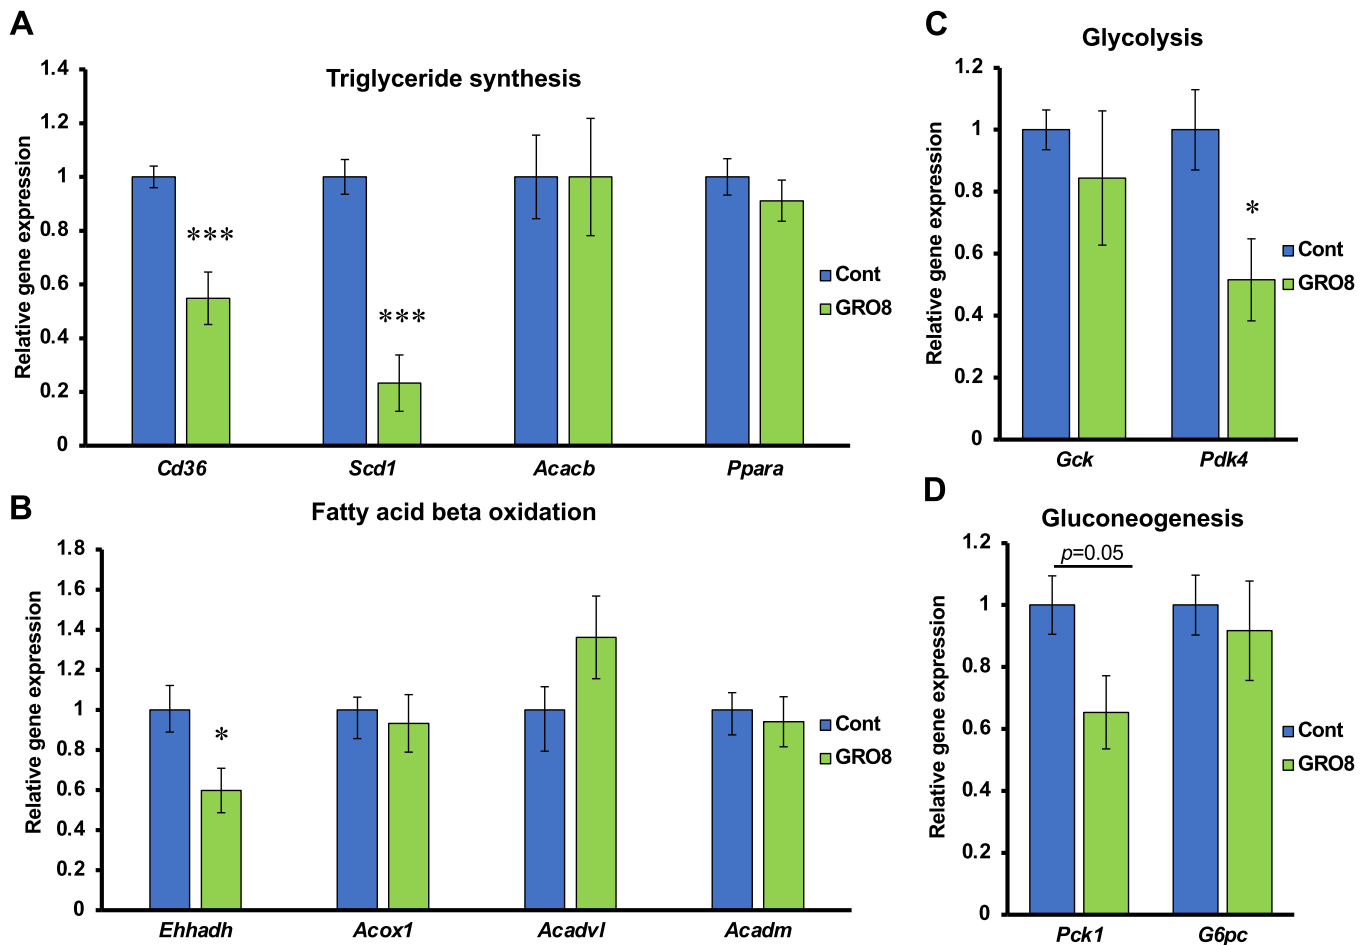 A
Triglyceride synthesis
Relative gene expression
1.4
1.2
1
0.8
0.6
0.4
0.2
0
***
***
Cd36 Scd1 Acacb Ppara
Cont
GRO8
B
Fatty acid beta oxidation
Relative gene expression
1.8
1.6
1.4
1.2
1
0.8
0.6
0.4
0.2
0
*
Ehhadh Acox1 Acadvl Acadm
Cont
GRO8
C
Glycolysis
Relative gene expression
1.2
1
0.8
0.6
0.4
0.2
0
*
Gck Pdk4
Cont
GRO8
D
Gluconeogenesis
Relative gene expression
1.2
1
0.8
0.6
0.4
0.2
0
p=0.05
Pck1 G6pc
Cont
GRO8